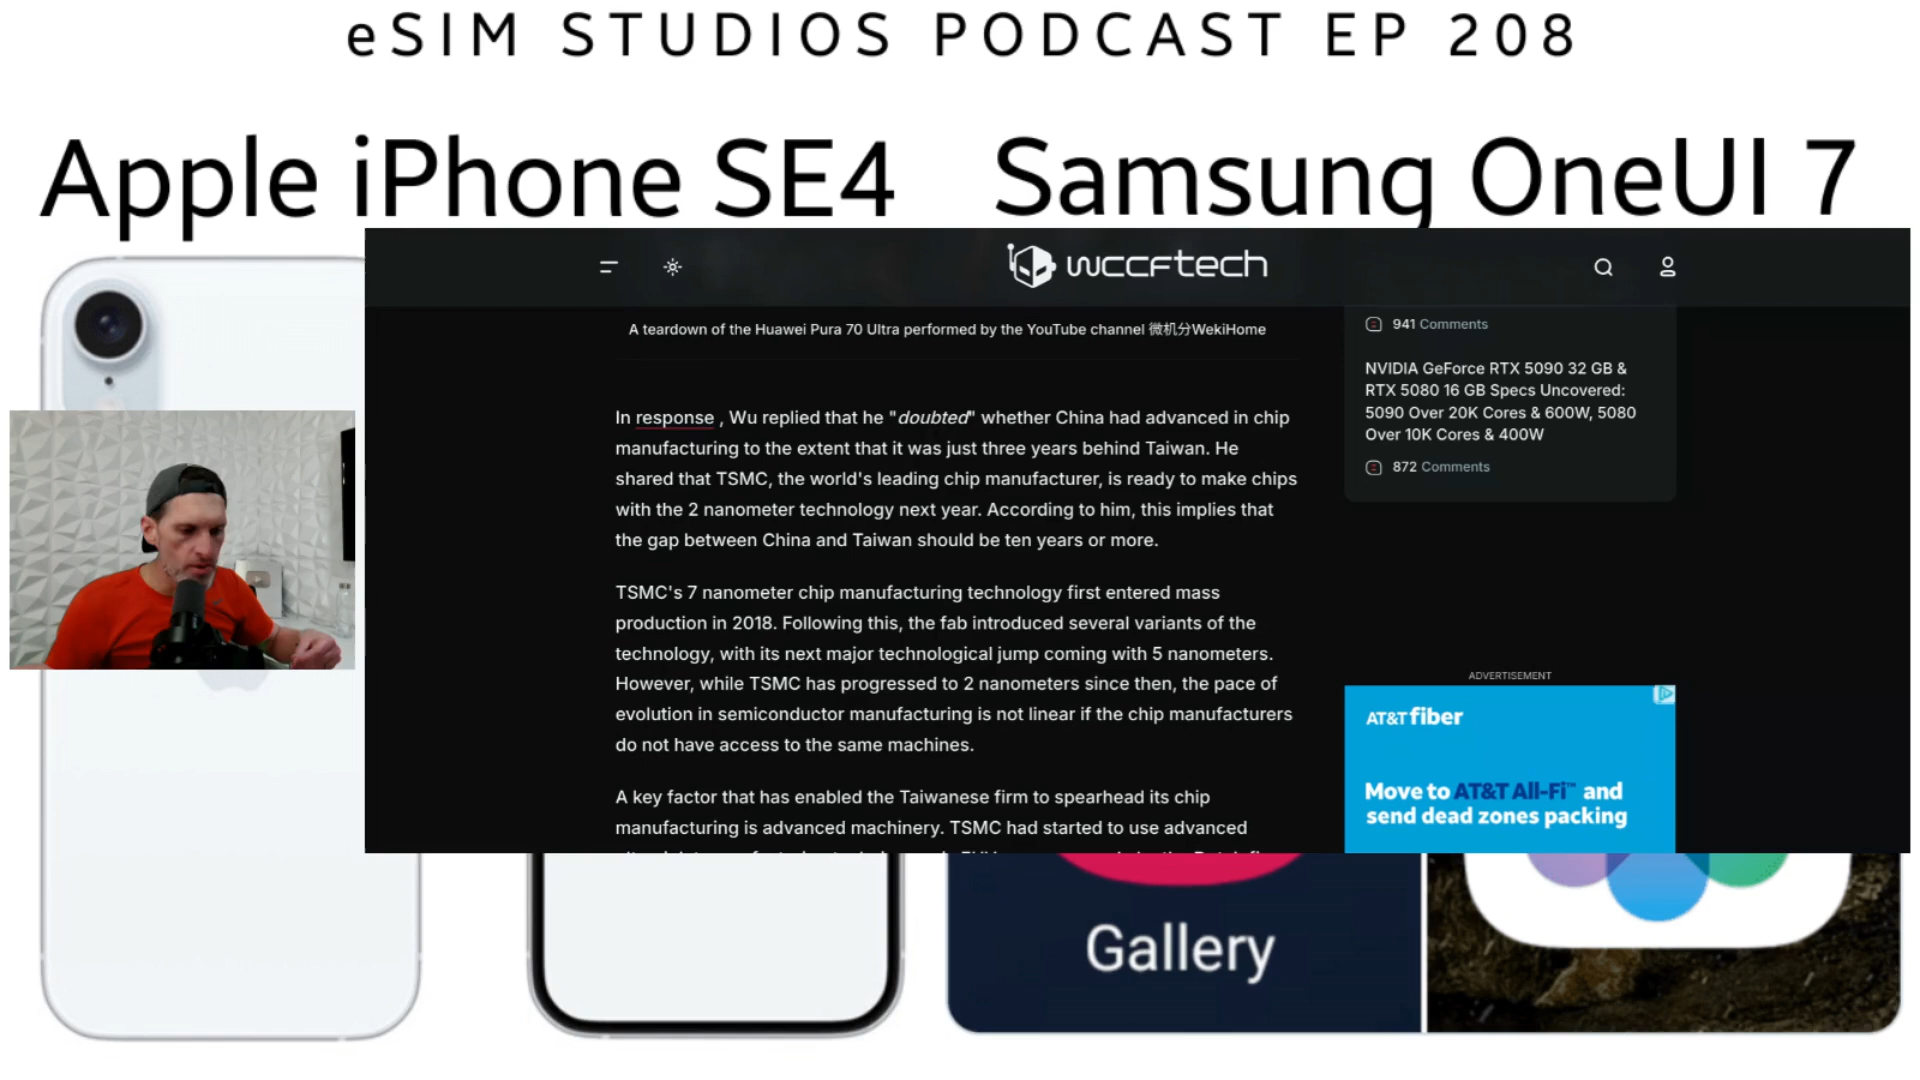 eSIM STUDIOS PODCAST EP 208
Apple iPhone SE4
Samsung OneUI 7
wccftech
A teardown of the Huawei Pura 70 Ultra performed by the YouTube channel 微机分WekiHome
In response , Wu replied that he "doubted" whether China had advanced in chip
manufacturing to the extent that it was just three years behind Taiwan. He
shared that TSMC, the world's leading chip manufacturer, is ready to make chips
with the 2 nanometer technology next year. According to him, this implies that
the gap between China and Taiwan should be ten years or more.
TSMC's 7 nanometer chip manufacturing technology first entered mass
production in 2018. Following this, the fab introduced several variants of the
technology, with its next major technological jump coming with 5 nanometers.
However, while TSMC has progressed to 2 nanometers since then, the pace of
evolution in semiconductor manufacturing is not linear if the chip manufacturers
do not have access to the same machines.
A key factor that has enabled the Taiwanese firm to spearhead its chip
manufacturing is advanced machinery. TSMC had started to use advanced
941 Comments
NVIDIA GeForce RTX 5090 32 GB &
RTX 5080 16 GB Specs Uncovered:
5090 Over 20K Cores & 600W, 5080
Over 10K Cores & 400W
872 Comments
ADVERTISEMENT
AT&T fiber
Move to AT&T All-Fi™ and
send dead zones packing
Gallery